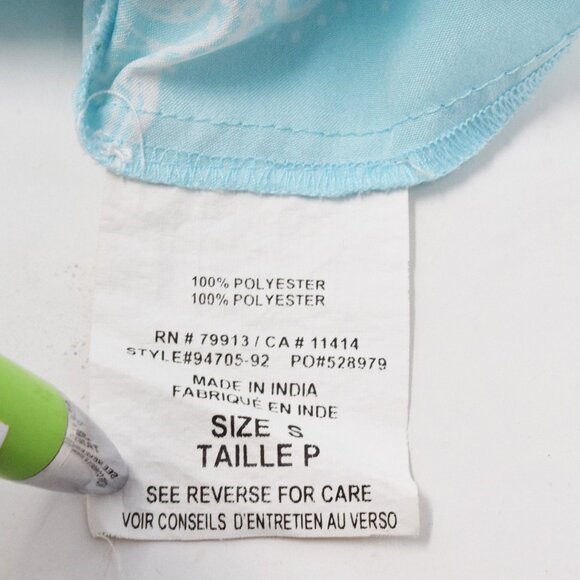 100% POLYESTER
100% POLYESTER
RN # 79913 / CA # 11414
STYLE#94705-92 PO#528979
MADE IN INDIA
FABRIQUÉ EN INDE
SIZE S
TAILLE P
SEE REVERSE FOR CARE
VOIR CONSEILS D'ENTRETIEN AU VERSO